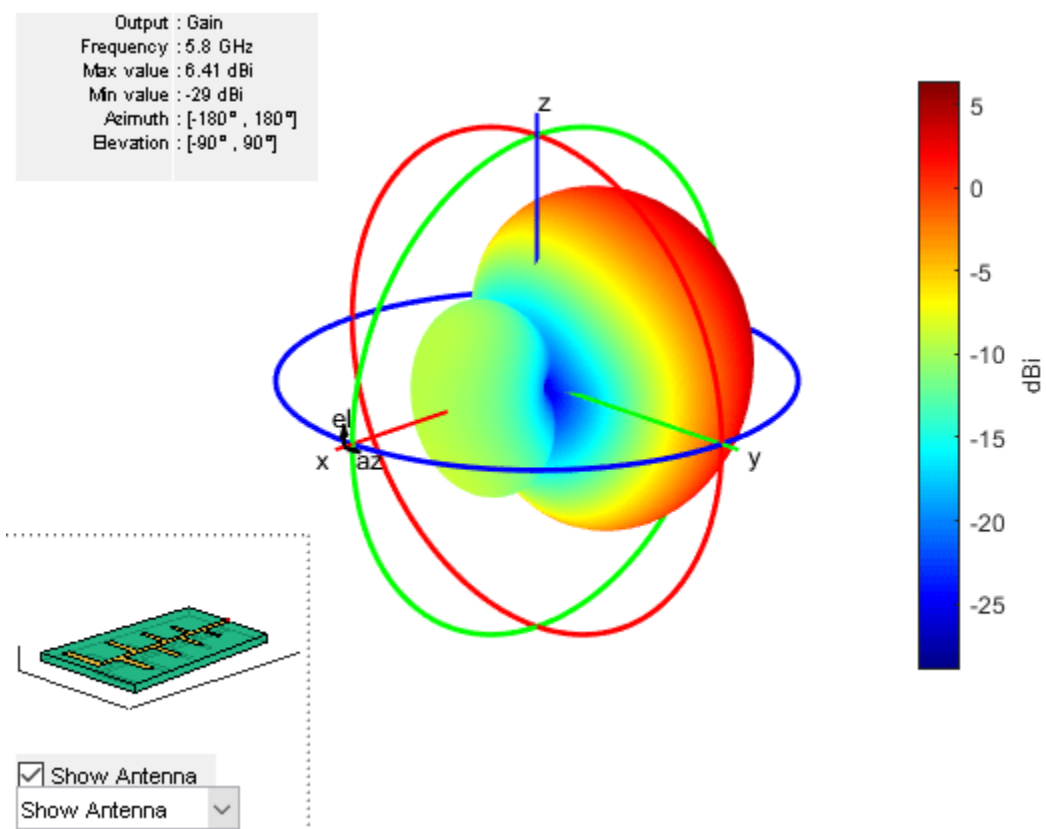 Output : Gain
Frequency : 5.8 GHz
Max value : 6.41 dBi
Min value : -29 dBi
Azimuth : [-180° , 180°]
Elevation : [-90° , 90°]
z
el
x
az
y
5
0
-5
-10
-15
-20
-25
dBi
Show Antenna
Show Antenna